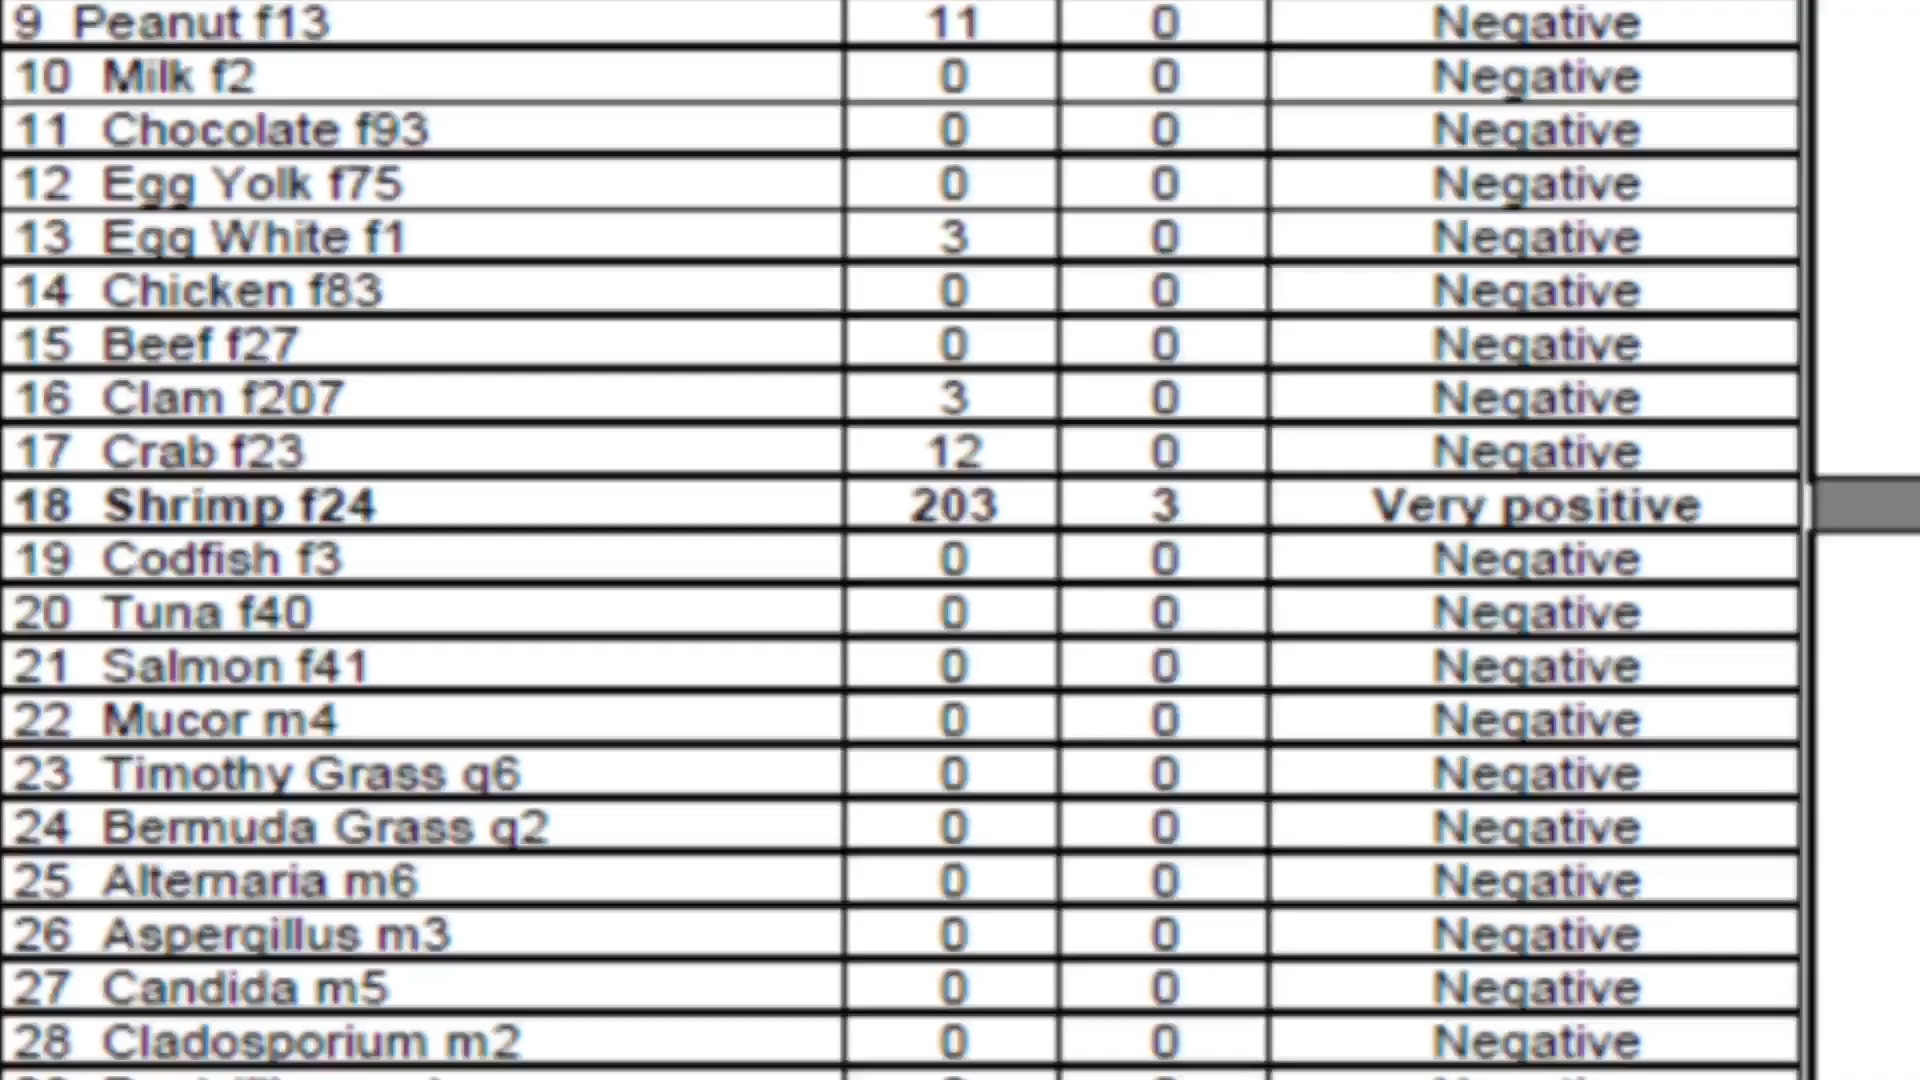 9 Peanut f13 11 0 Negative
10 Milk f2 0 0 Negative
11 Chocolate f93 0 0 Negative
12 Egg Yolk f75 0 0 Negative
13 Egg White f1 3 0 Negative
14 Chicken f83 0 0 Negative
15 Beef f27 0 0 Negative
16 Clam f207 3 0 Negative
17 Crab f23 12 0 Negative
18 Shrimp f24 203 3 Very positive
19 Codfish f3 0 0 Negative
20 Tuna f40 0 0 Negative
21 Salmon f41 0 0 Negative
22 Mucor m4 0 0 Negative
23 Timothy Grass g6 0 0 Negative
24 Bermuda Grass g2 0 0 Negative
25 Alternaria m6 0 0 Negative
26 Aspergillus m3 0 0 Negative
27 Candida m5 0 0 Negative
28 Cladosporium m2 0 0 Negative